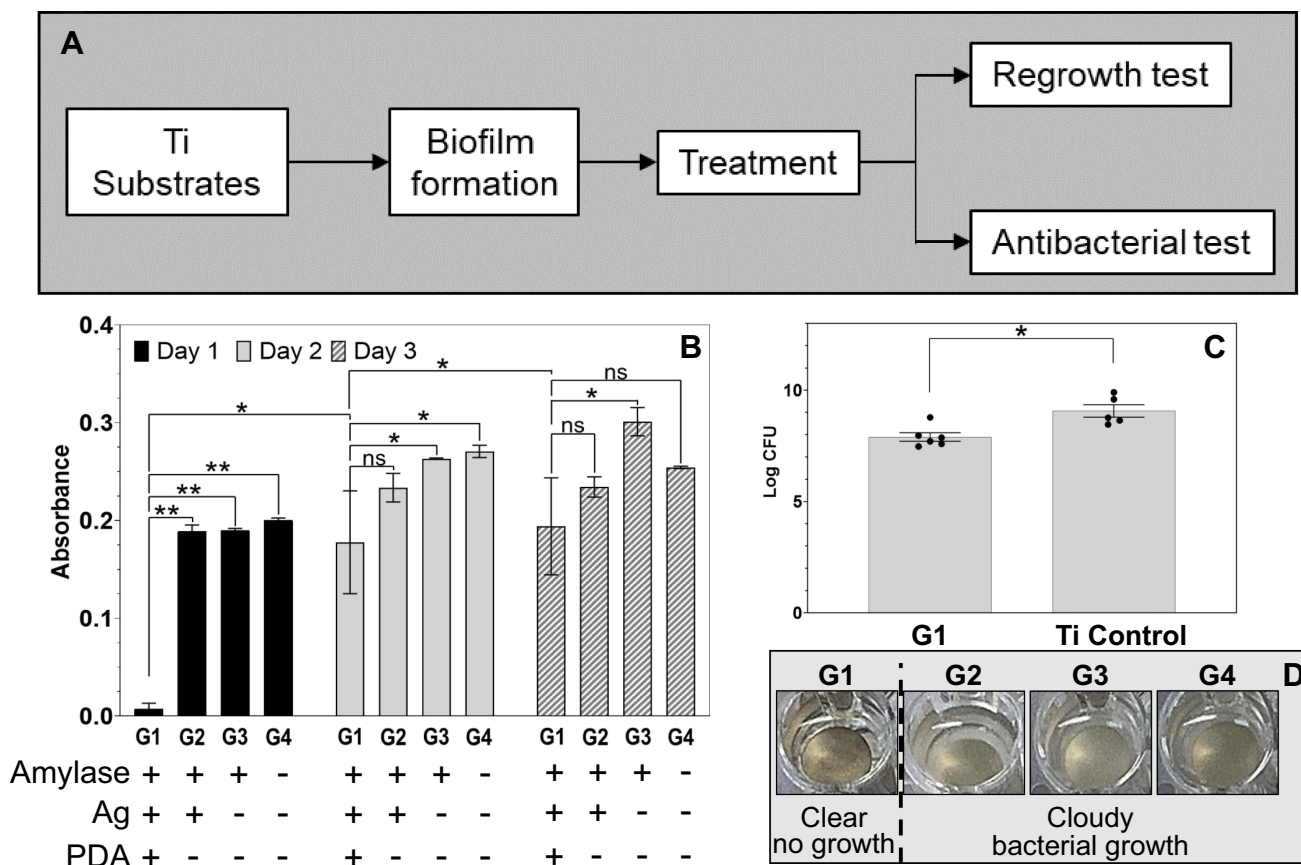 A
Ti
Substrates
Biofilm
formation
Treatment
Regrowth test
Antibacterial test
B
Day 1 Day 2 Day 3
Absorbance
0.4
0.3
0.2
0.1
0.0
** ** ** * ns * * * ns * ns
G1 G2 G3 G4 G1 G2 G3 G4 G1 G2 G3 G4
Amylase + + + - + + + - + + + -
Ag + + - - + + - - + + - -
PDA + - - - + - - - + - - -
C
*
Log CFU
10
5
0
G1 Ti Control
D
G1 G2 G3 G4
Clear
no growth
Cloudy
bacterial growth